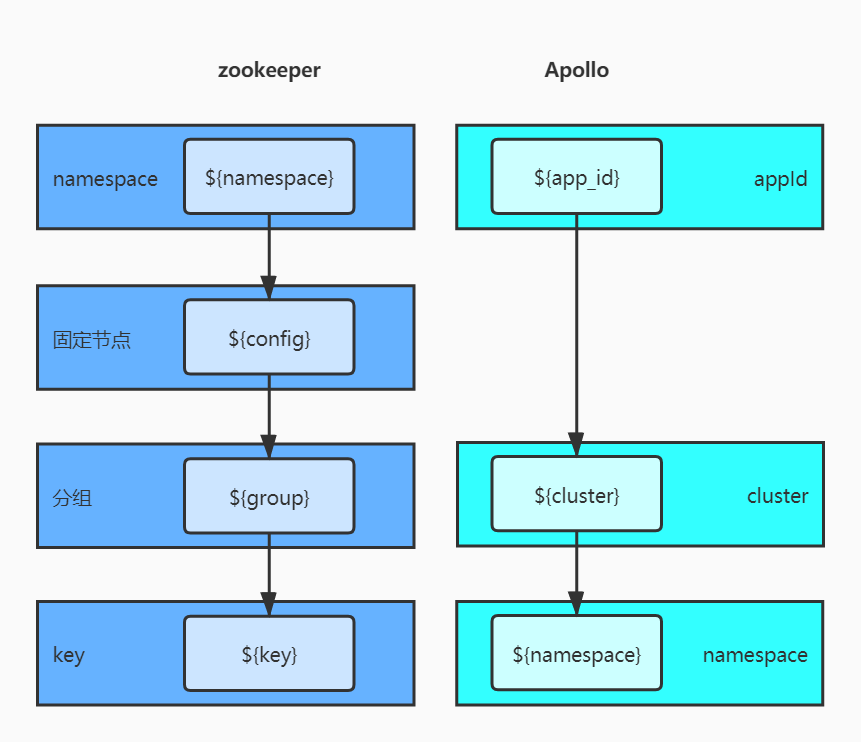 zookeeper
Apollo
namespace
${namespace}
${app_id}
appId
固定节点
${config}
分组
${group}
${cluster}
cluster
key
${key}
${namespace}
namespace